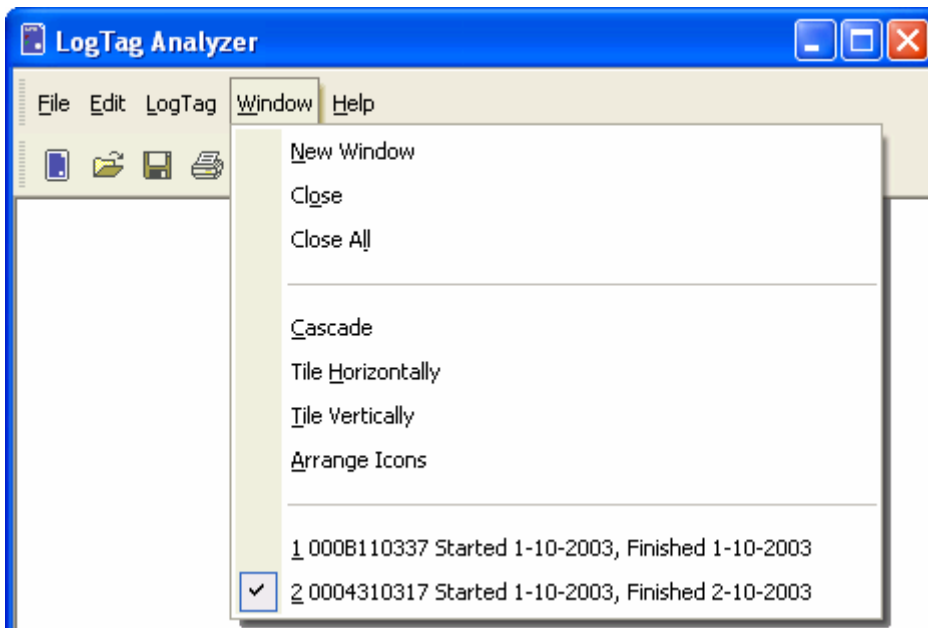 LogTag Analyzer
File Edit LogTag Window Help
New Window
Close
Close All
Cascade
Tile Horizontally
Tile Vertically
Arrange Icons
1 000B110337 Started 1-10-2003, Finished 1-10-2003
2 0004310317 Started 1-10-2003, Finished 2-10-2003